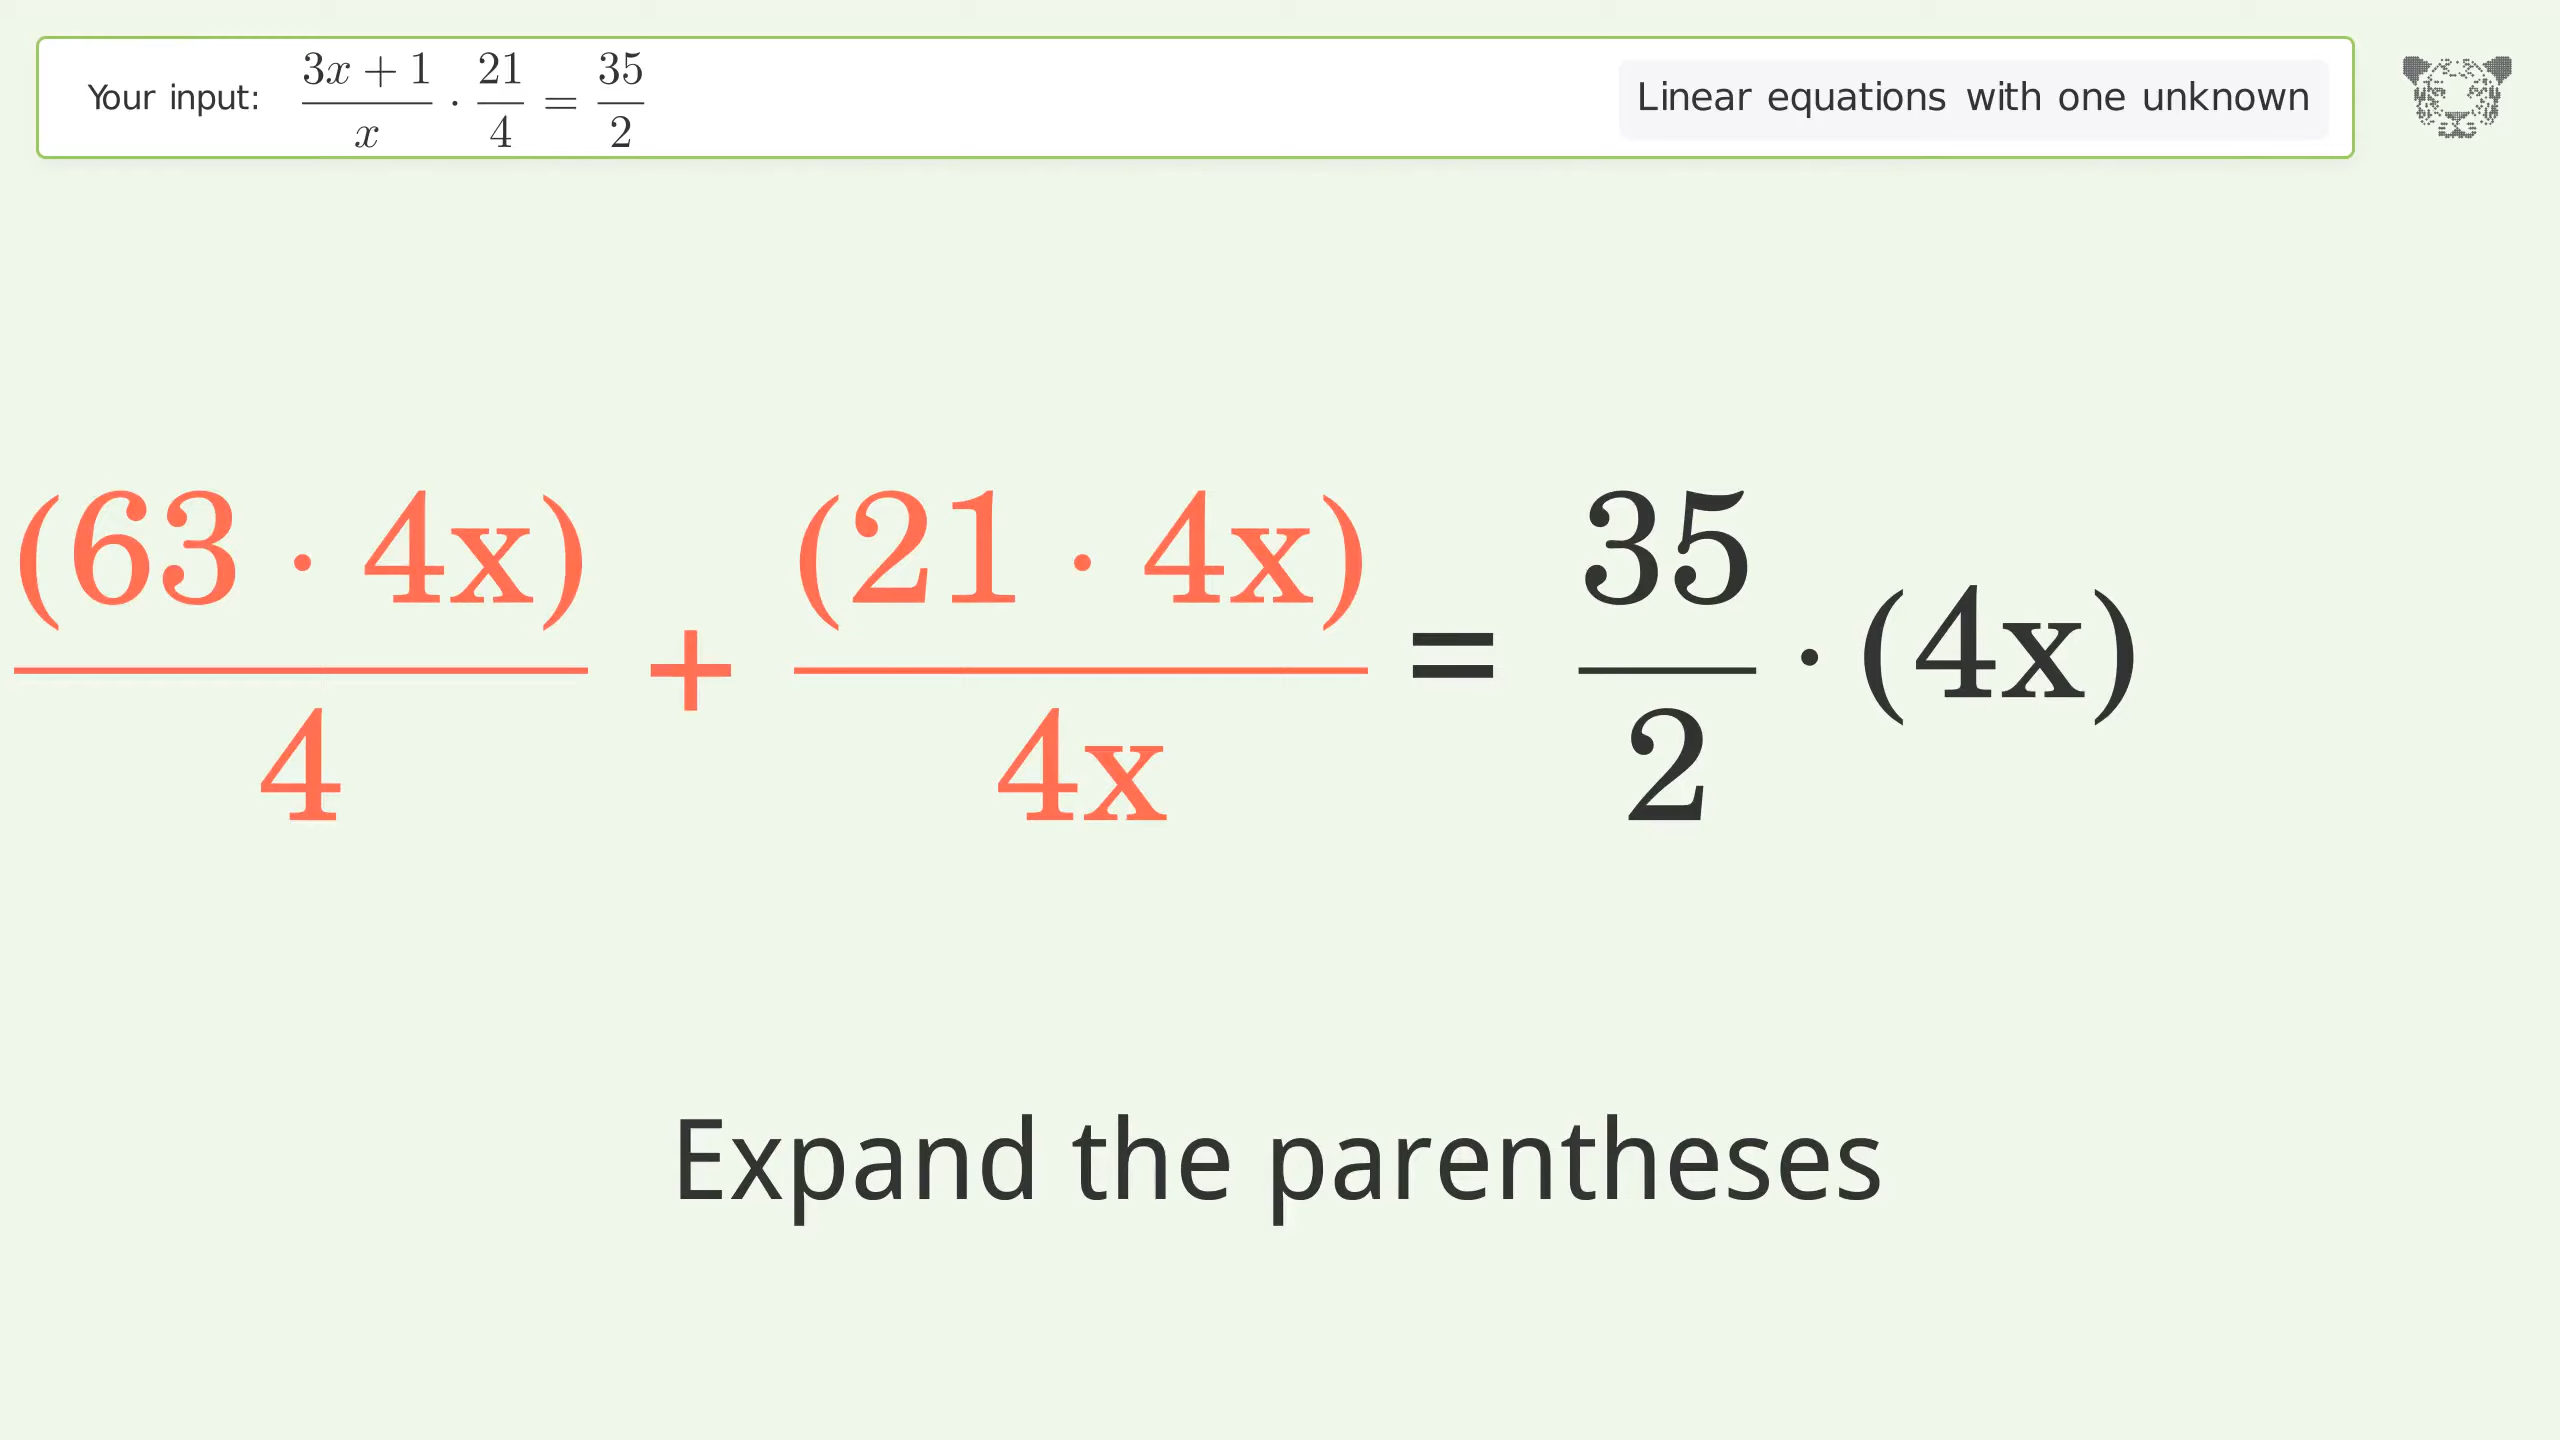 Your input: (3x + 1)/x · 21/4 = 35/2
Linear equations with one unknown
(63 · 4x)/4 + (21 · 4x)/4x = 35/2 · (4x)
Expand the parentheses